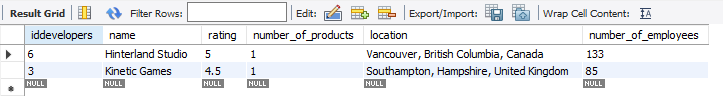 Result Grid Filter Rows: Edit: Export/Import: Wrap Cell Content:
iddevelopers name rating number_of_products location number_of_employees
6 Hinterland Studio 5 1 Vancouver, British Columbia, Canada 133
3 Kinetic Games 4.5 1 Southampton, Hampshire, United Kingdom 85
NULL NULL NULL NULL NULL NULL